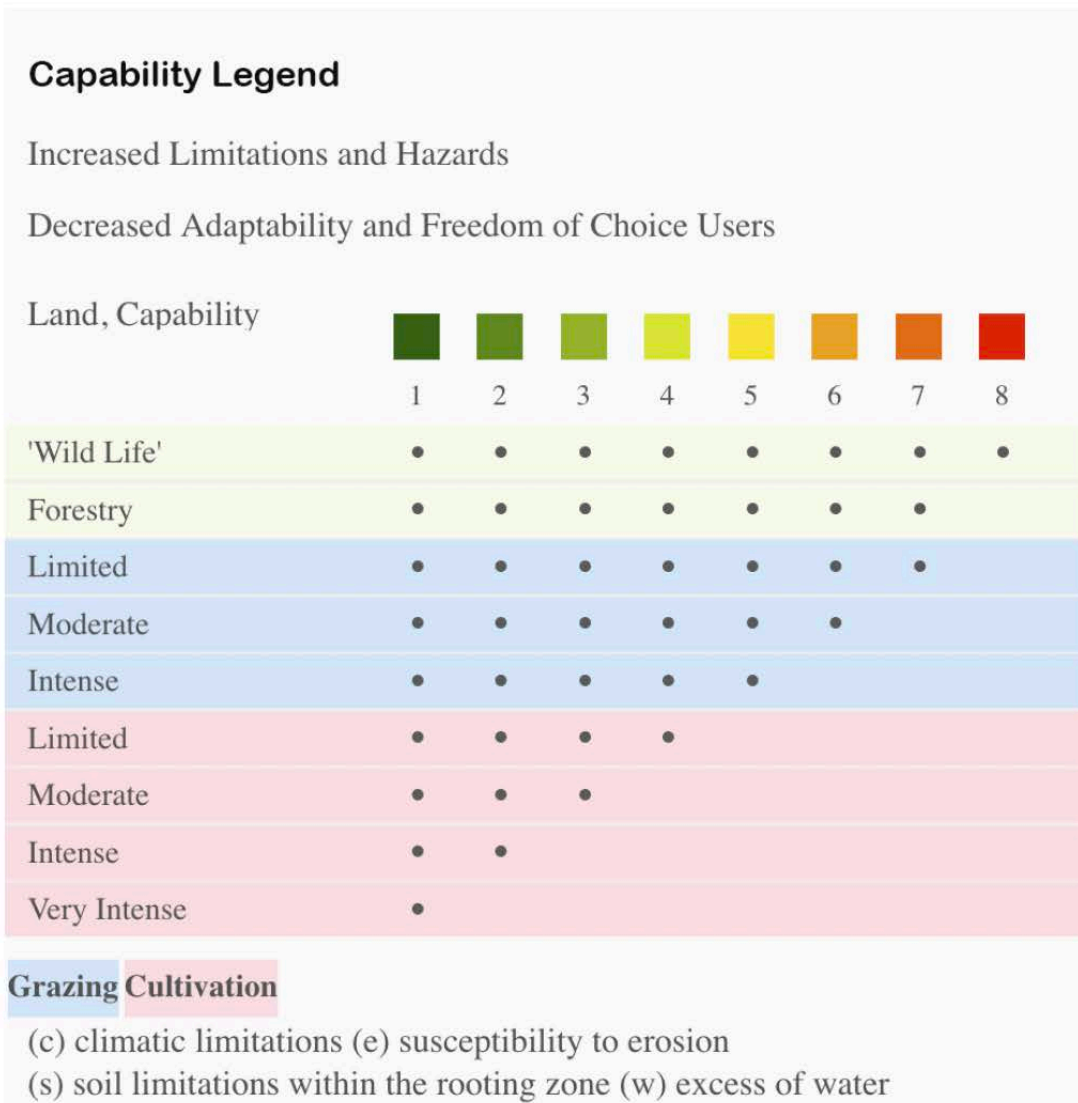 Capability Legend
Increased Limitations and Hazards
Decreased Adaptability and Freedom of Choice Users
Land, Capability
1 2 3 4 5 6 7 8
'Wild Life' • • • • • • • •
Forestry • • • • • • •
Limited • • • • • • •
Moderate • • • • • •
Intense • • • • •
Limited • • • •
Moderate • • •
Intense • •
Very Intense •
Grazing Cultivation
(c) climatic limitations (e) susceptibility to erosion
(s) soil limitations within the rooting zone (w) excess of water